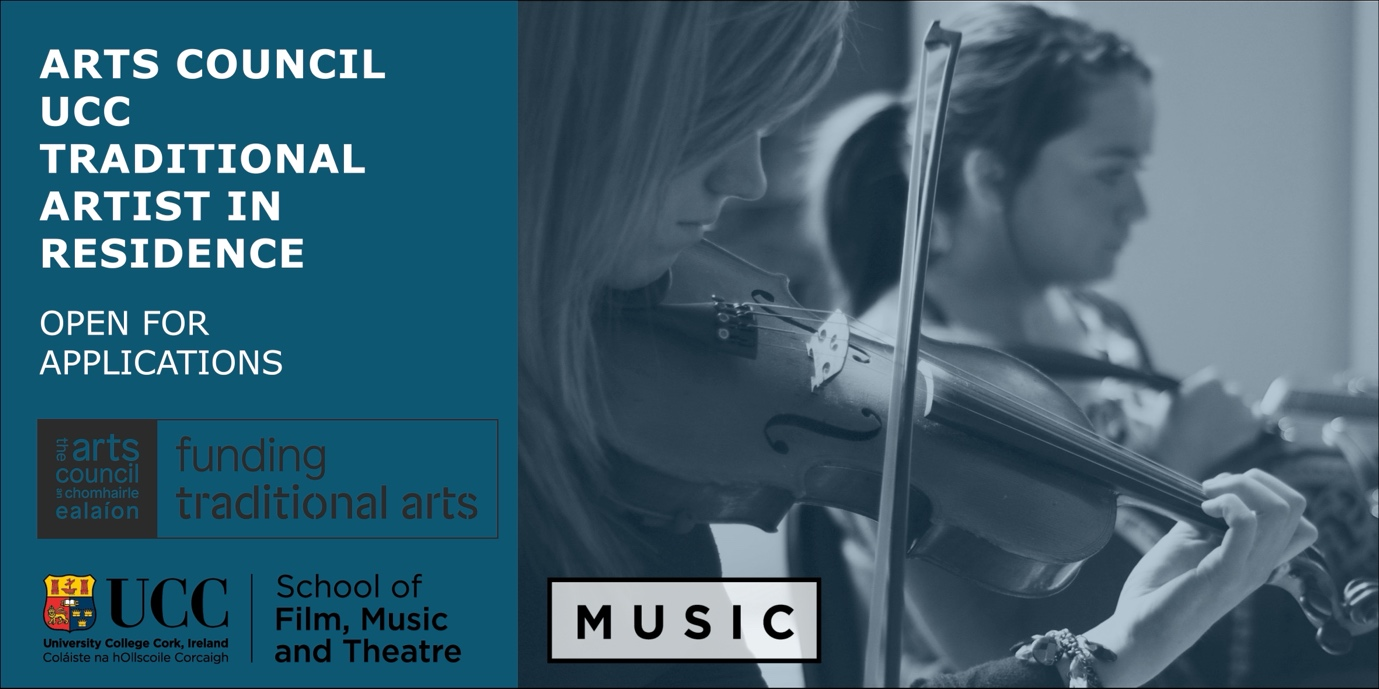 ARTS COUNCIL
UCC
TRADITIONAL
ARTIST IN
RESIDENCE
OPEN FOR
APPLICATIONS
the arts
council
an chomhairle
ealaíon
funding
traditional arts
UCC
University College Cork, Ireland
Coláiste na hOllscoile Corcaigh
School of
Film, Music
and Theatre
MUSIC